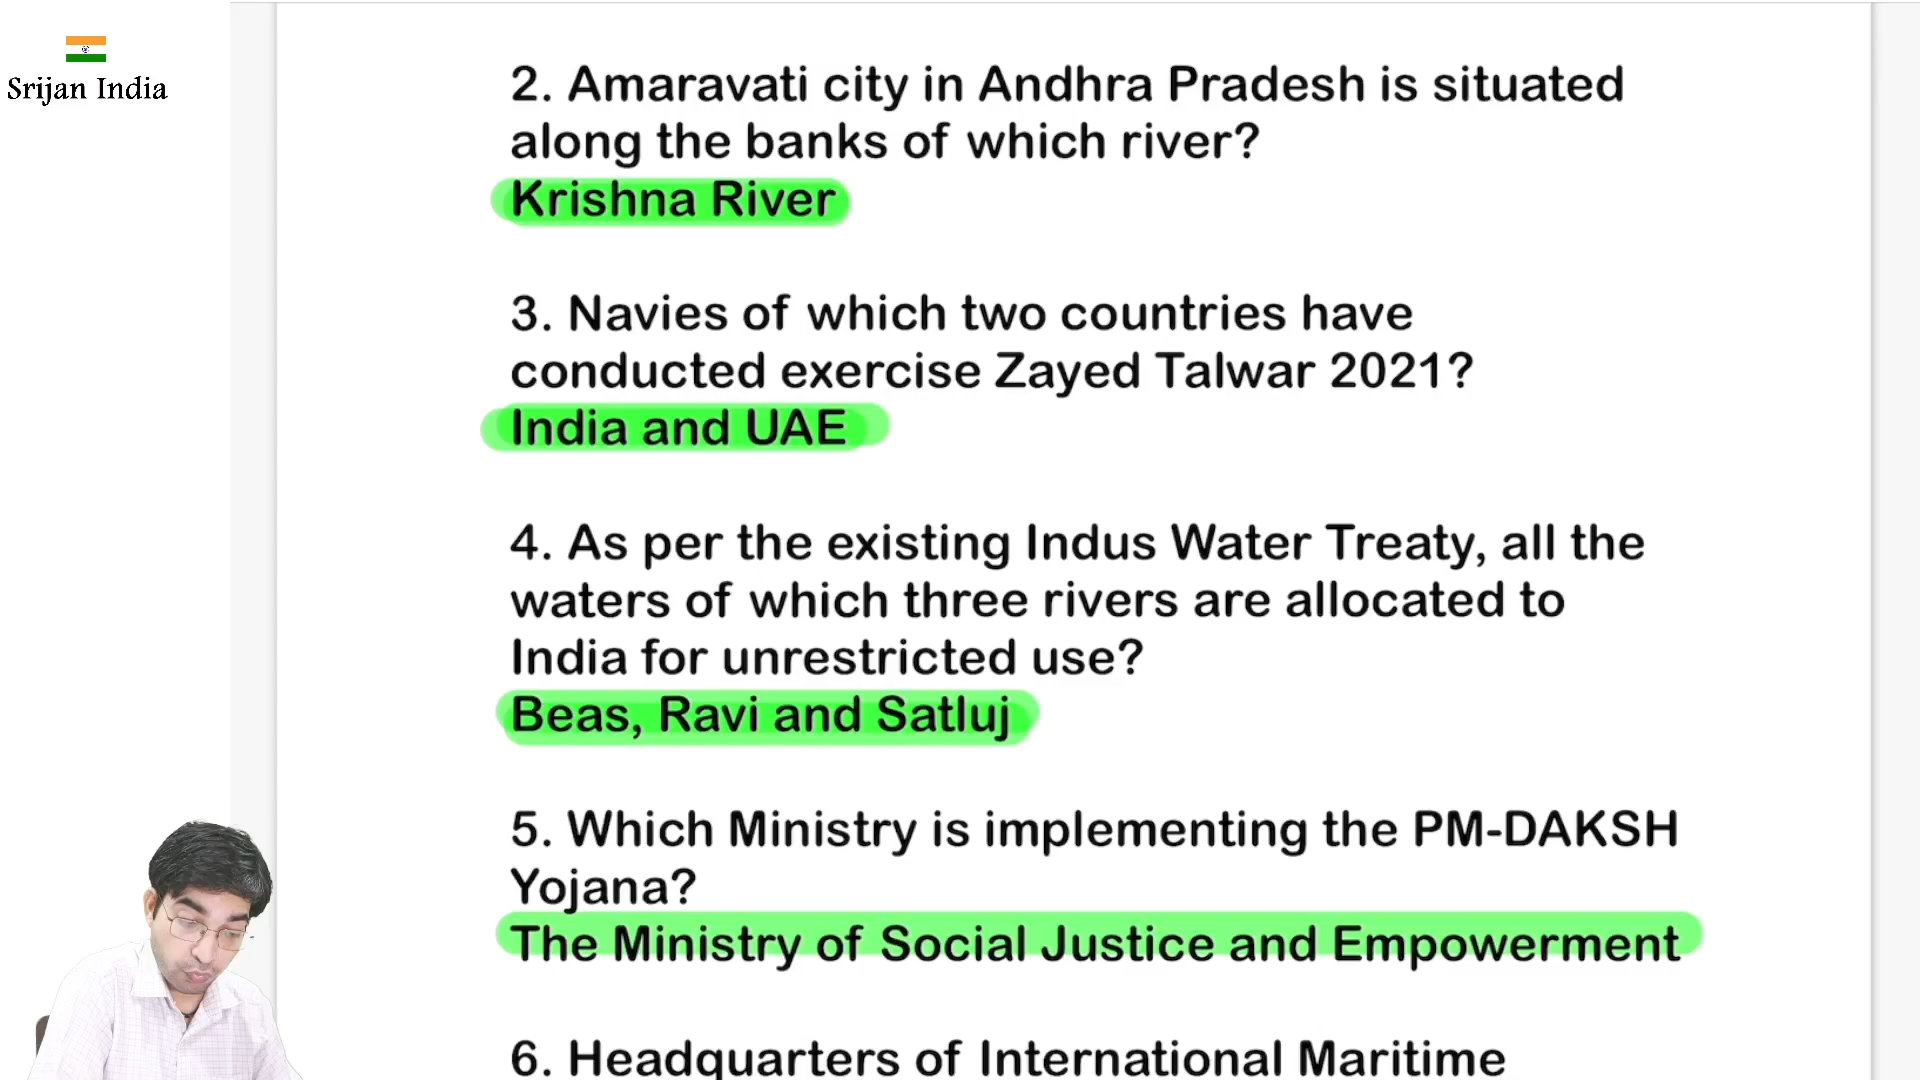 Srijan India
2. Amaravati city in Andhra Pradesh is situated
along the banks of which river?
Krishna River
3. Navies of which two countries have
conducted exercise Zayed Talwar 2021?
India and UAE
4. As per the existing Indus Water Treaty, all the
waters of which three rivers are allocated to
India for unrestricted use?
Beas, Ravi and Satluj
5. Which Ministry is implementing the PM-DAKSH
Yojana?
The Ministry of Social Justice and Empowerment
6. Headquarters of International Maritime